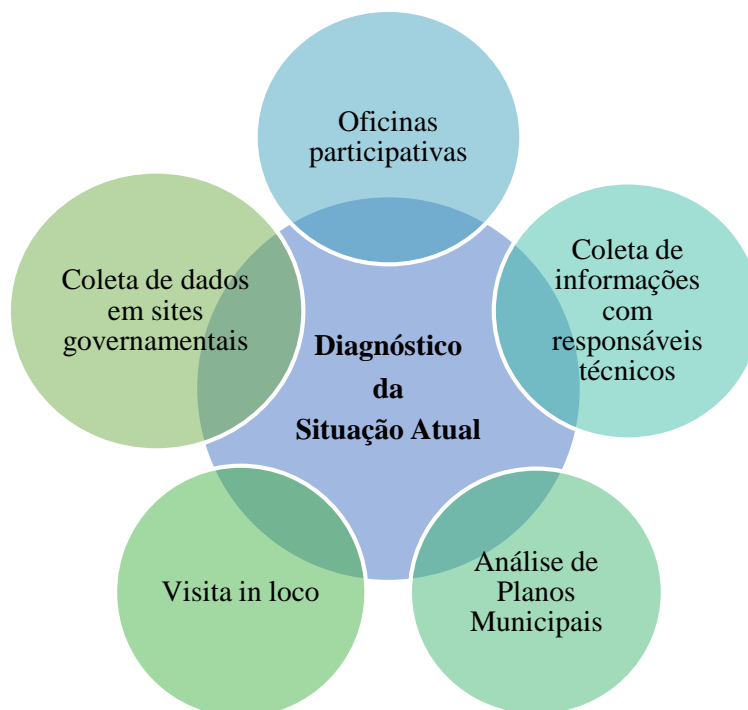 Oficinas
participativas
Coleta de dados
em sites
governamentais
Coleta de
informações
com
responsáveis
técnicos
Diagnóstico
da
Situação Atual
Visita in loco
Análise de
Planos
Municipais